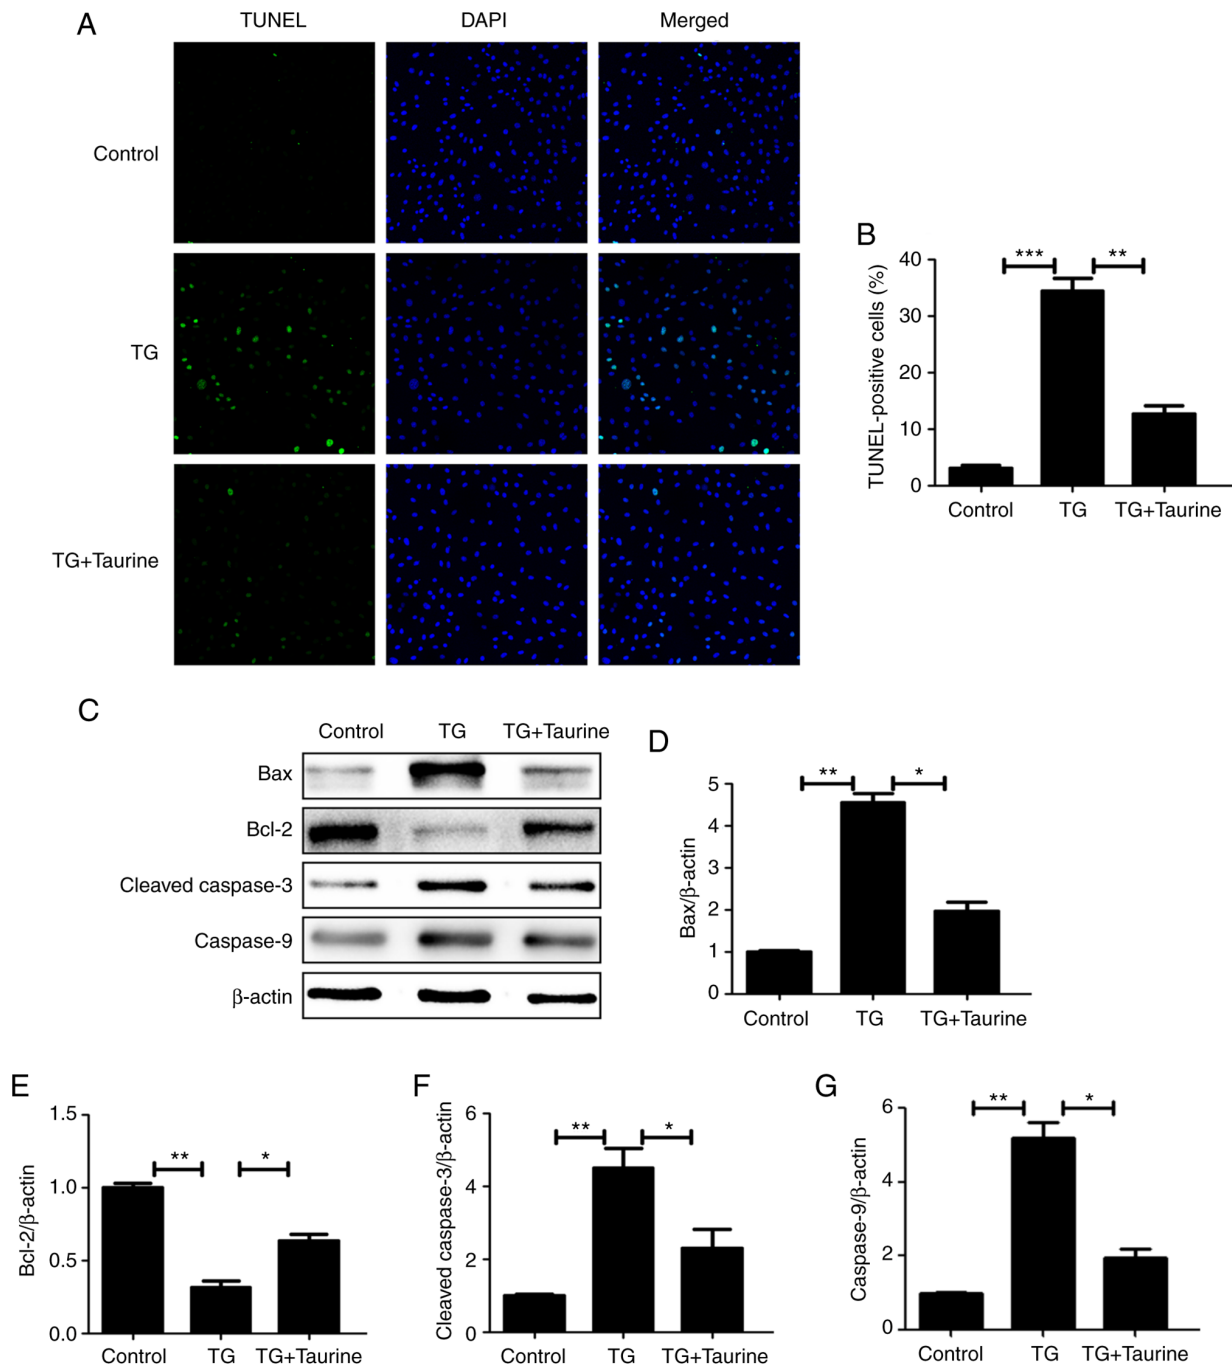 A
TUNEL DAPI Merged
Control
TG
TG+Taurine
B
TUNEL-positive cells (%)
40
30
20
10
0
*** **
Control TG TG+Taurine
C
Control TG TG+Taurine
Bax
Bcl-2
Cleaved caspase-3
Caspase-9
β-actin
D
Bax/β-actin
5
4
3
2
1
0
** *
Control TG TG+Taurine
E
Bcl-2/β-actin
1.5
1.0
0.5
0.0
** *
Control TG TG+Taurine
F
Cleaved caspase-3/β-actin
6
4
2
0
** *
Control TG TG+Taurine
G
Caspase-9/β-actin
6
4
2
0
** *
Control TG TG+Taurine